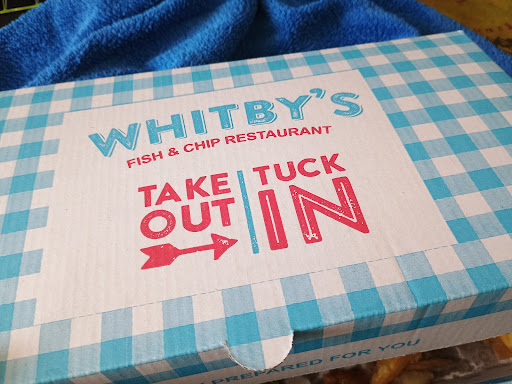 WHITBY'S
FISH & CHIP RESTAURANT
TAKE OUT
TUCK IN
PREPARED FOR YOU